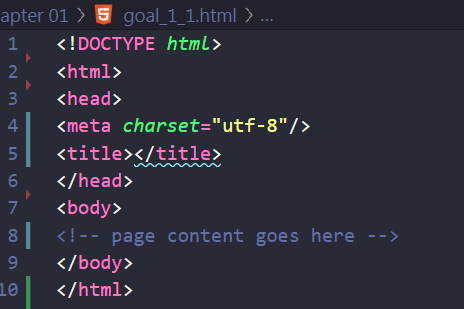 apter 01 > goal_1_1.html > ...
1 <!DOCTYPE html>
2 <html>
3 <head>
4 <meta charset="utf-8"/>
5 <title></title>
6 </head>
7 <body>
8 <!-- page content goes here -->
9 </body>
10 </html>